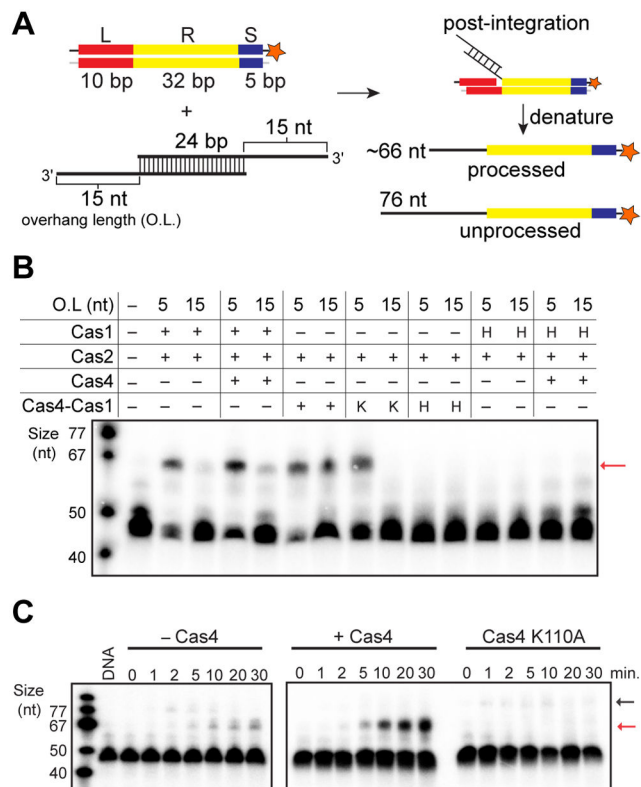 A
L R S
10 bp 32 bp 5 bp
+
24 bp
15 nt
3'
3'
15 nt
overhang length (O.L.)
post-integration
denature
~66 nt
processed
76 nt
unprocessed
B
O.L (nt) – 5 15 5 15 5 15 5 15 5 15 5 15 5 15
Cas1 – + + + + – – – – – – H H H H
Cas2 – + + + + + + + + + + + + + +
Cas4 – – – + + – – – – – – – – + +
Cas4-Cas1 – – – – – + + K K H H – – – –
Size
(nt)
77
67
50
40
C
– Cas4 + Cas4 Cas4 K110A
DNA
0 1 2 5 10 20 30 0 1 2 5 10 20 30 0 1 2 5 10 20 30 min.
Size
(nt)
77
67
50
40